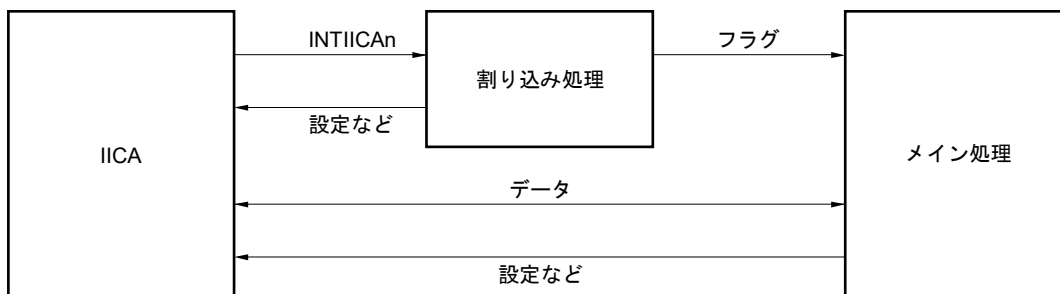 INTIICAn
フラグ
割り込み処理
設定など
IICA
メイン処理
データ
設定など